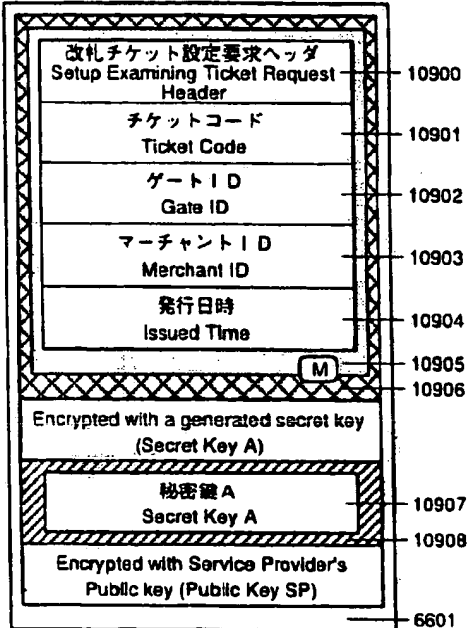 改札チケット設定要求ヘッダ
Setup Examining Ticket Request
Header
10900
チケットコード
Ticket Code
10901
ゲートID
Gate ID
10902
マーチャントID
Merchant ID
10903
発行日時
Issued Time
10904
M
10905
10906
Encrypted with a generated secret key
(Secret Key A)
秘密鍵A
Secret Key A
10907
10908
Encrypted with Service Provider's
Public key (Public Key SP)
6601